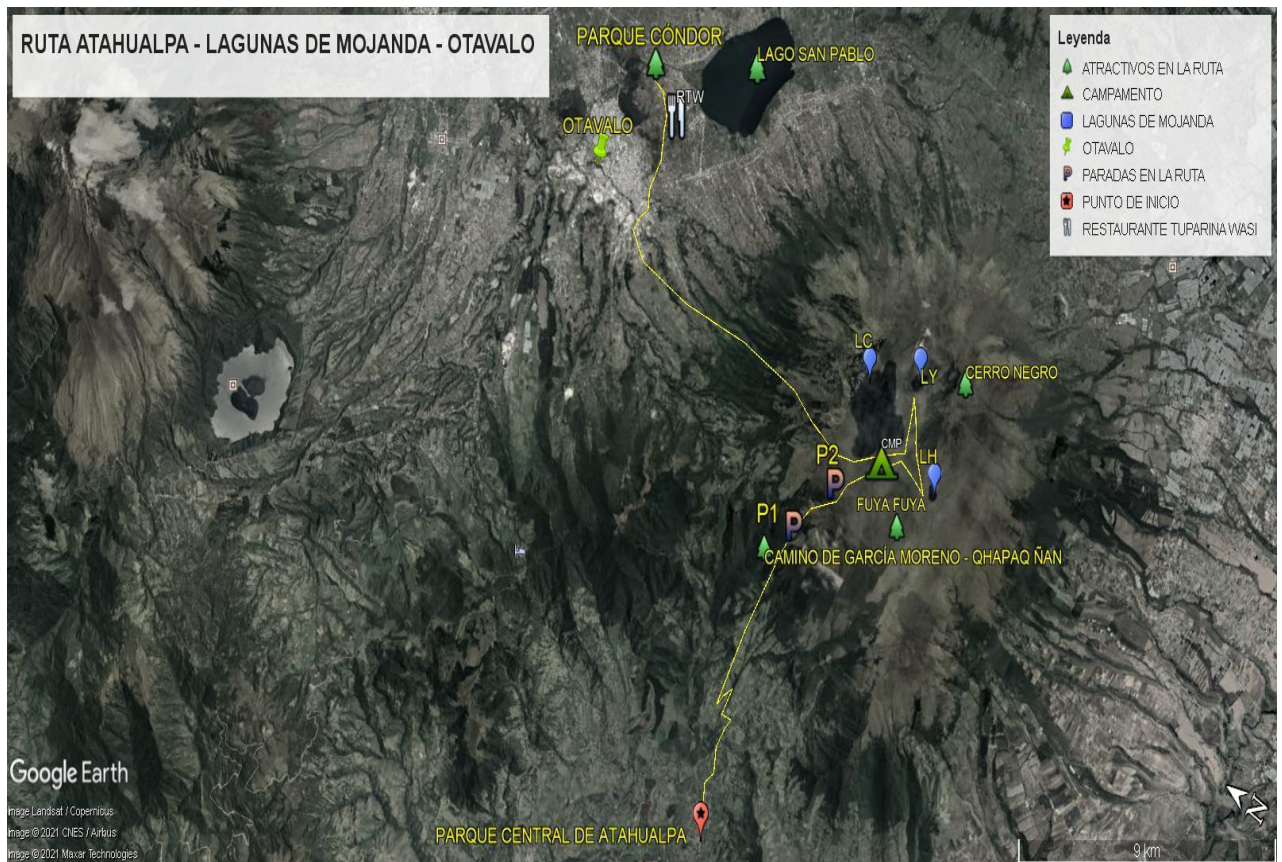 RUTA ATAHUALPA - LAGUNAS DE MOJANDA - OTAVALO
PARQUE CÓNDOR
LAGO SAN PABLO
RTW
OTAVALO
Leyenda
ATRACTIVOS EN LA RUTA
CAMPAMENTO
LAGUNAS DE MOJANDA
OTAVALO
PARADAS EN LA RUTA
PUNTO DE INICIO
RESTAURANTE TUPARINA WASI
LC
LY
CERRO NEGRO
CMP
P2
P
LH
FUYA FUYA
P1
P
CAMINO DE GARCÍA MORENO - QHAPAQ ÑAN
PARQUE CENTRAL DE ATAHUALPA
Google Earth
Image Landsat / Copernicus
Image © 2021 CNES / Airbus
Image © 2021 Maxar Technologies
N
9 km